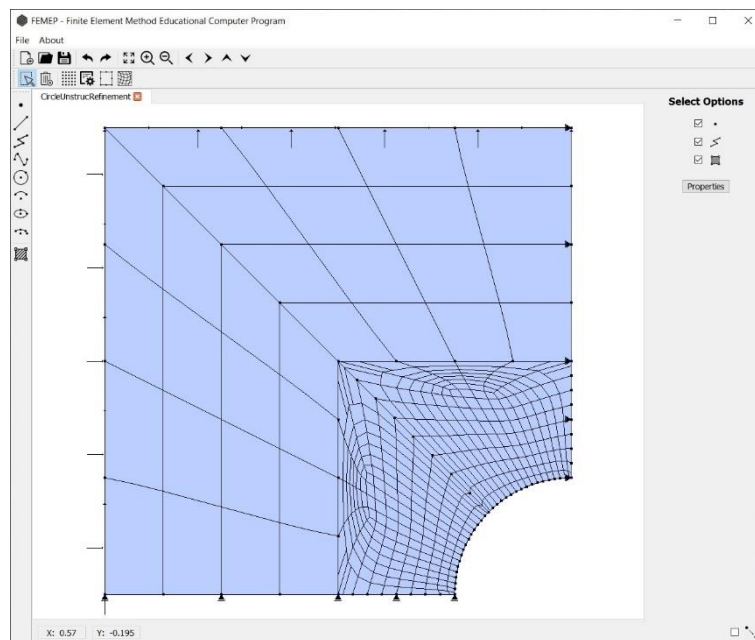 FEMEP - Finite Element Method Educational Computer Program
File About
CircleUnstrucRefinement
Select Options
Properties
X: 0.57 Y: -0.195